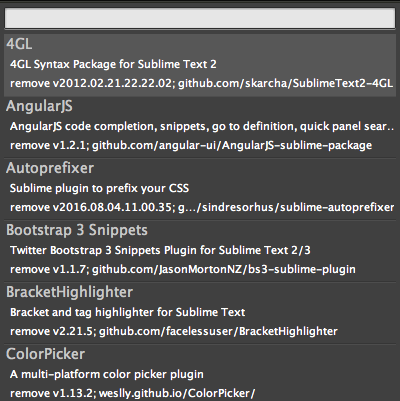 4GL
4GL Syntax Package for Sublime Text 2
remove v2012.02.21.22.22.02; github.com/skarcha/SublimeText2-4GL
AngularJS
AngularJS code completion, snippets, go to definition, quick panel sear..
remove v1.2.1; github.com/angular-ui/AngularJS-sublime-package
Autoprefixer
Sublime plugin to prefix your CSS
remove v2016.08.04.11.00.35; g.../sindresorhus/sublime-autoprefixer
Bootstrap 3 Snippets
Twitter Bootstrap 3 Snippets Plugin for Sublime Text 2/3
remove v1.1.7; github.com/JasonMortonNZ/bs3-sublime-plugin
BracketHighlighter
Bracket and tag highlighter for Sublime Text
remove v2.21.5; github.com/facelessuser/BracketHighlighter
ColorPicker
A multi-platform color picker plugin
remove v1.13.2; weslly.github.io/ColorPicker/